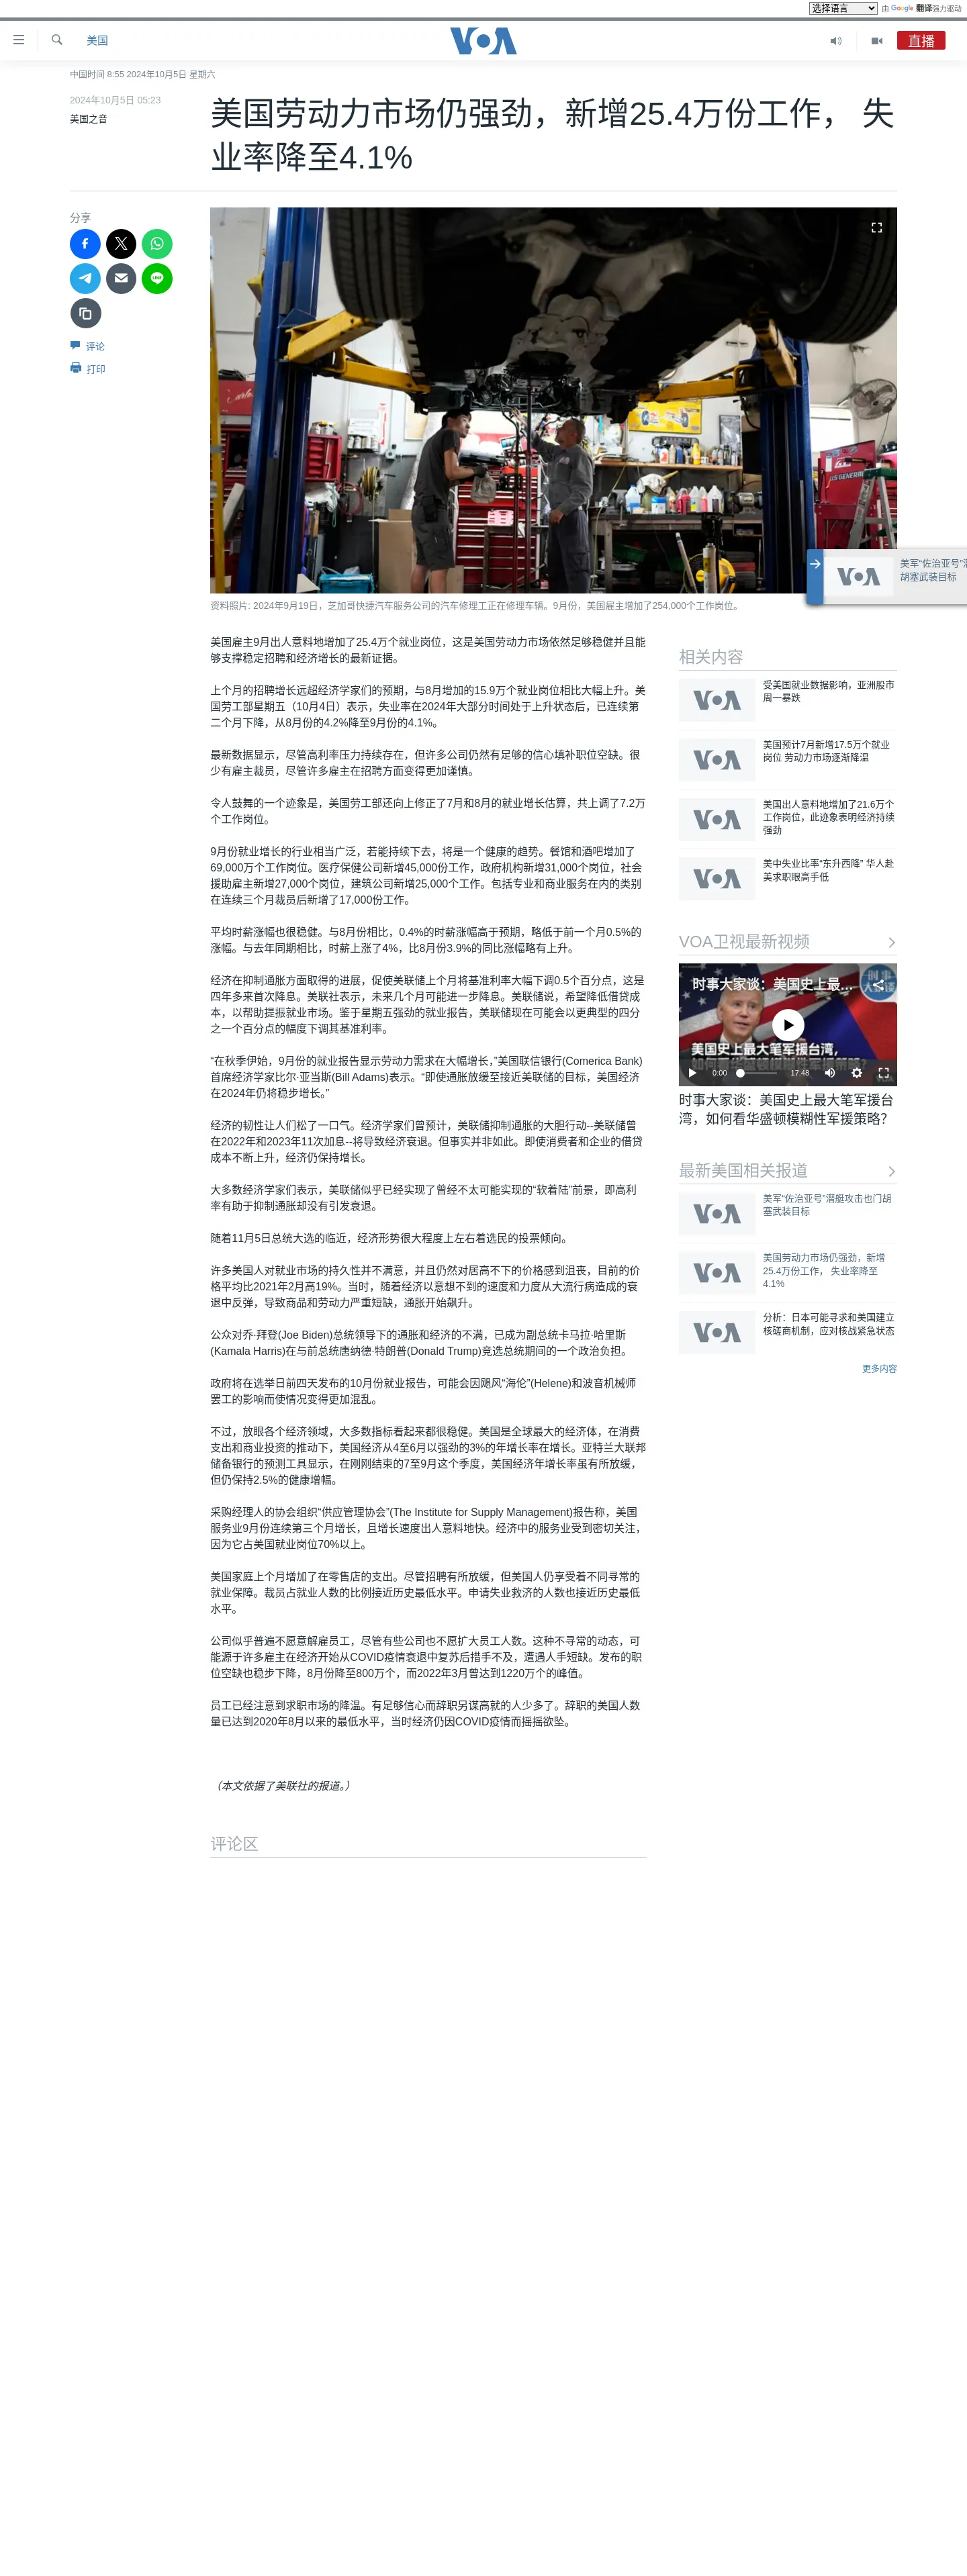 选择语言 由 Google 翻译强力驱动
美国
VOA
直播
中国时间 8:55 2024年10月5日 星期六
2024年10月5日 05:23
美国之音
美国劳动力市场仍强劲，新增25.4万份工作， 失
业率降至4.1%
分享
评论
打印
资料照片: 2024年9月19日，芝加哥快捷汽车服务公司的汽车修理工正在修理车辆。9月份，美国雇主增加了254,000个工作岗位。
美军“佐治亚号”潜
胡塞武装目标
美国雇主9月出人意料地增加了25.4万个就业岗位，这是美国劳动力市场依然足够稳健并且能
够支撑稳定招聘和经济增长的最新证据。
上个月的招聘增长远超经济学家们的预期，与8月增加的15.9万个就业岗位相比大幅上升。美
国劳工部星期五（10月4日）表示，失业率在2024年大部分时间处于上升状态后，已连续第
二个月下降，从8月份的4.2%降至9月份的4.1%。
最新数据显示，尽管高利率压力持续存在，但许多公司仍然有足够的信心填补职位空缺。很
少有雇主裁员，尽管许多雇主在招聘方面变得更加谨慎。
令人鼓舞的一个迹象是，美国劳工部还向上修正了7月和8月的就业增长估算，共上调了7.2万
个工作岗位。
9月份就业增长的行业相当广泛，若能持续下去，将是一个健康的趋势。餐馆和酒吧增加了
69,000万个工作岗位。医疗保健公司新增45,000份工作，政府机构新增31,000个岗位，社会
援助雇主新增27,000个岗位，建筑公司新增25,000个工作。包括专业和商业服务在内的类别
在连续三个月裁员后新增了17,000份工作。
平均时薪涨幅也很稳健。与8月份相比，0.4%的时薪涨幅高于预期，略低于前一个月0.5%的
涨幅。与去年同期相比，时薪上涨了4%，比8月份3.9%的同比涨幅略有上升。
经济在抑制通胀方面取得的进展，促使美联储上个月将基准利率大幅下调0.5个百分点，这是
四年多来首次降息。美联社表示，未来几个月可能进一步降息。美联储说，希望降低借贷成
本，以帮助提振就业市场。鉴于星期五强劲的就业报告，美联储现在可能会以更典型的四分
之一个百分点的幅度下调其基准利率。
“在秋季伊始，9月份的就业报告显示劳动力需求在大幅增长，”美国联信银行(Comerica Bank)
首席经济学家比尔·亚当斯(Bill Adams)表示。“即使通胀放缓至接近美联储的目标，美国经济
在2024年仍将稳步增长。”
经济的韧性让人们松了一口气。经济学家们曾预计，美联储抑制通胀的大胆行动--美联储曾
在2022年和2023年11次加息--将导致经济衰退。但事实并非如此。即使消费者和企业的借贷
成本不断上升，经济仍保持增长。
大多数经济学家们表示，美联储似乎已经实现了曾经不太可能实现的“软着陆”前景，即高利
率有助于抑制通胀却没有引发衰退。
随着11月5日总统大选的临近，经济形势很大程度上左右着选民的投票倾向。
许多美国人对就业市场的持久性并不满意，并且仍然对居高不下的价格感到沮丧，目前的价
格平均比2021年2月高19%。当时，随着经济以意想不到的速度和力度从大流行病造成的衰
退中反弹，导致商品和劳动力严重短缺，通胀开始飙升。
公众对乔·拜登(Joe Biden)总统领导下的通胀和经济的不满，已成为副总统卡马拉·哈里斯
(Kamala Harris)在与前总统唐纳德·特朗普(Donald Trump)竞选总统期间的一个政治负担。
政府将在选举日前四天发布的10月份就业报告，可能会因飓风“海伦”(Helene)和波音机械师
罢工的影响而使情况变得更加混乱。
不过，放眼各个经济领域，大多数指标看起来都很稳健。美国是全球最大的经济体，在消费
支出和商业投资的推动下，美国经济从4至6月以强劲的3%的年增长率在增长。亚特兰大联邦
储备银行的预测工具显示，在刚刚结束的7至9月这个季度，美国经济年增长率虽有所放缓，
但仍保持2.5%的健康增幅。
采购经理人的协会组织“供应管理协会”(The Institute for Supply Management)报告称，美国
服务业9月份连续第三个月增长，且增长速度出人意料地快。经济中的服务业受到密切关注，
因为它占美国就业岗位70%以上。
美国家庭上个月增加了在零售店的支出。尽管招聘有所放缓，但美国人仍享受着不同寻常的
就业保障。裁员占就业人数的比例接近历史最低水平。申请失业救济的人数也接近历史最低
水平。
公司似乎普遍不愿意解雇员工，尽管有些公司也不愿扩大员工人数。这种不寻常的动态，可
能源于许多雇主在经济开始从COVID疫情衰退中复苏后措手不及，遭遇人手短缺。发布的职
位空缺也稳步下降，8月份降至800万个，而2022年3月曾达到1220万个的峰值。
员工已经注意到求职市场的降温。有足够信心而辞职另谋高就的人少多了。辞职的美国人数
量已达到2020年8月以来的最低水平，当时经济仍因COVID疫情而摇摇欲坠。
（本文依据了美联社的报道。）
评论区
相关内容
受美国就业数据影响，亚洲股市
周一暴跌
美国预计7月新增17.5万个就业
岗位 劳动力市场逐渐降温
美国出人意料地增加了21.6万个
工作岗位，此迹象表明经济持续
强劲
美中失业比率“东升西降” 华人赴
美求职眼高手低
VOA卫视最新视频
时事大家谈：美国史上最...
美国史上最大笔军援台湾，
0:00
17:48
时事大家谈：美国史上最大笔军援台
湾，如何看华盛顿模糊性军援策略？
最新美国相关报道
美军“佐治亚号”潜艇攻击也门胡
塞武装目标
美国劳动力市场仍强劲，新增
25.4万份工作， 失业率降至
4.1%
分析：日本可能寻求和美国建立
核磋商机制，应对核战紧急状态
更多内容